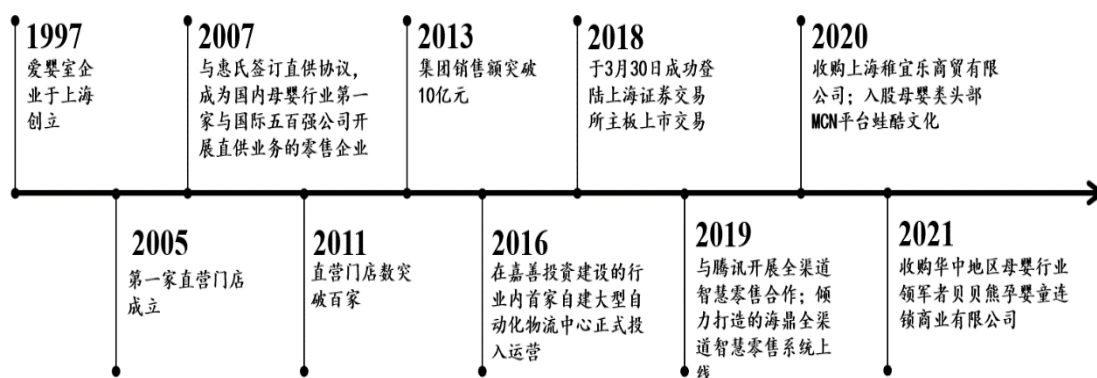 1997
爱婴室企
业于上海
创立
2007
与惠氏签订直供协议，
成为国内母婴行业第一
家与国际五百强公司开
展直供业务的零售企业
2013
集团销售额突破
10亿元
2018
于3月30日成功登
陆上海证券交易
所主板上市交易
2020
收购上海稚宜乐商贸有限
公司；入股母婴类头部
MCN平台蛙酷文化
2005
第一家直营门店
成立
2011
直营门店数突
破百家
2016
在嘉善投资建设的行
业内首家自建大型自
动化物流中心正式投
入运营
2019
与腾讯开展全渠道
智慧零售合作；倾
力打造的海鼎全渠
道智慧零售系统上
线
2021
收购华中地区母婴行业
领军者贝贝熊孕婴童连
锁商业有限公司